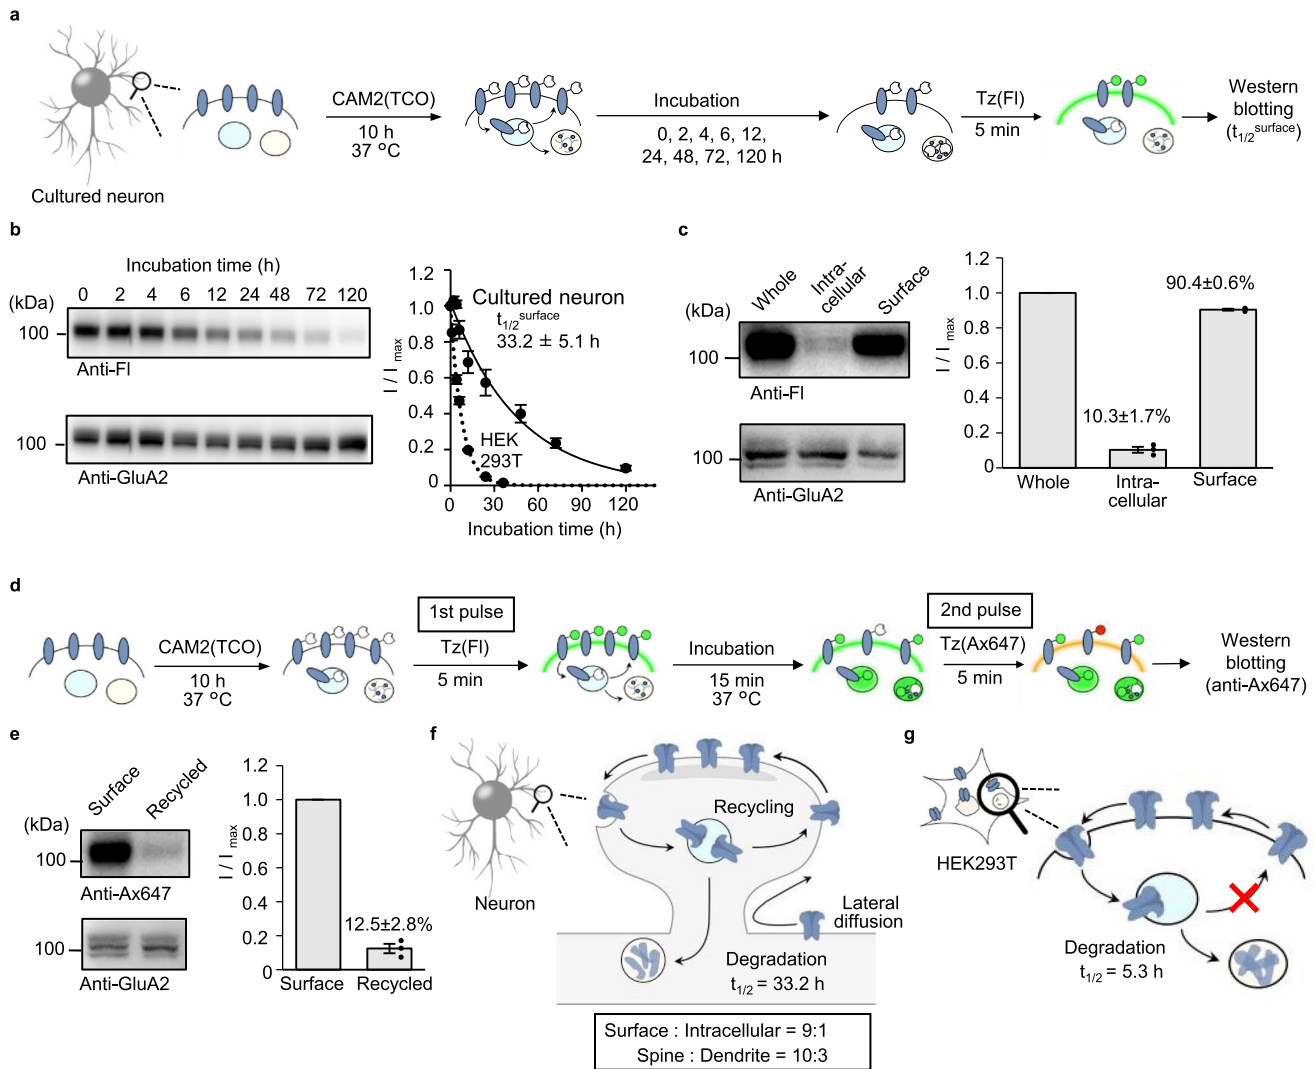 a
Cultured neuron
CAM2(TCO)
10 h
37 °C
Incubation
0, 2, 4, 6, 12,
24, 48, 72, 120 h
Tz(Fl)
5 min
Western
blotting
(t1/2surface)
b
Incubation time (h)
(kDa)
0 2 4 6 12 24 48 72 120
100
Anti-Fl
100
Anti-GluA2
I / Imax
1.2
1.0
0.8
0.6
0.4
0.2
0
Cultured neuron
t1/2surface
33.2 ± 5.1 h
HEK
293T
0 30 60 90 120
Incubation time (h)
c
(kDa)
Whole
Intra-
cellular
Surface
100
Anti-Fl
100
Anti-GluA2
I / Imax
1.2
1.0
0.8
0.6
0.4
0.2
0
10.3±1.7%
90.4±0.6%
Whole
Intra-
cellular
Surface
d
CAM2(TCO)
10 h
37 °C
1st pulse
Tz(Fl)
5 min
Incubation
15 min
37 °C
2nd pulse
Tz(Ax647)
5 min
Western
blotting
(anti-Ax647)
e
(kDa)
Surface
Recycled
100
Anti-Ax647
100
Anti-GluA2
I / Imax
1.2
1.0
0.8
0.6
0.4
0.2
0
12.5±2.8%
Surface Recycled
f
Neuron
Recycling
Lateral
diffusion
Degradation
t1/2 = 33.2 h
Surface : Intracellular = 9:1
Spine : Dendrite = 10:3
g
HEK293T
Degradation
t1/2 = 5.3 h